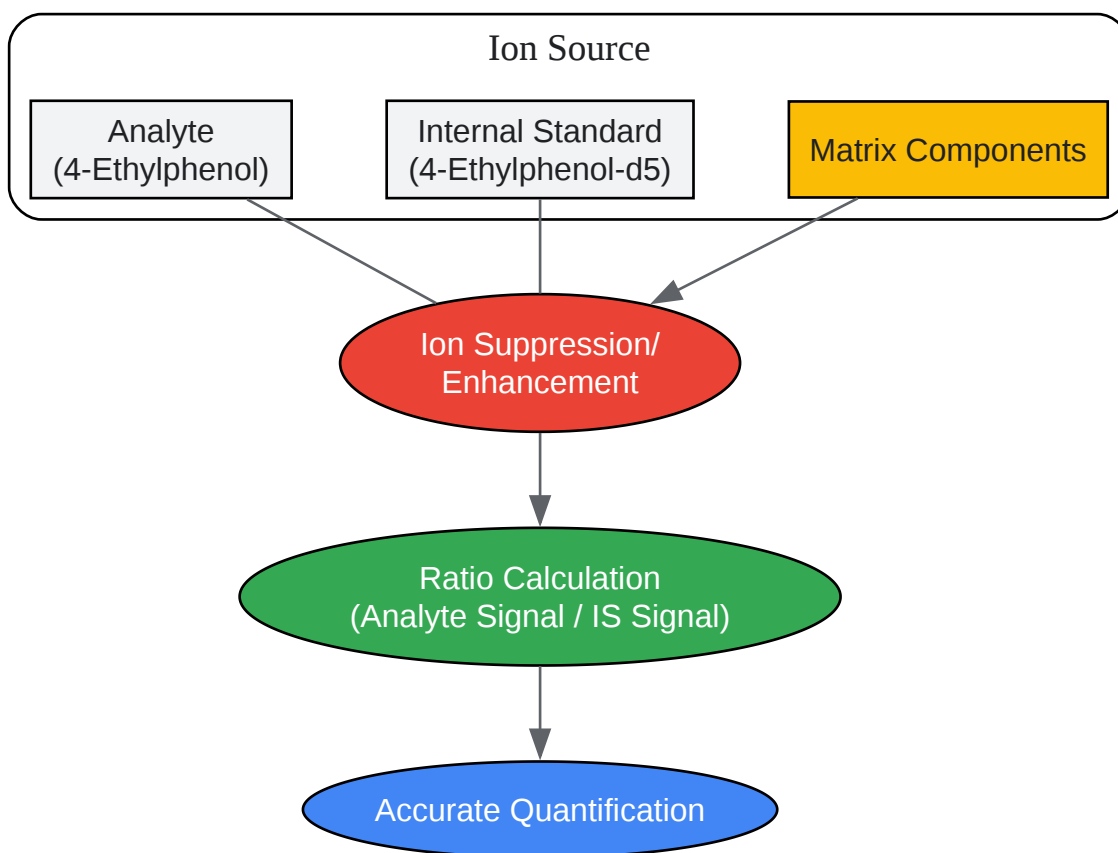 Ion Source
Analyte
(4-Ethylphenol)
Internal Standard
(4-Ethylphenol-d5)
Matrix Components
Ion Suppression/
Enhancement
Ratio Calculation
(Analyte Signal / IS Signal)
Accurate Quantification